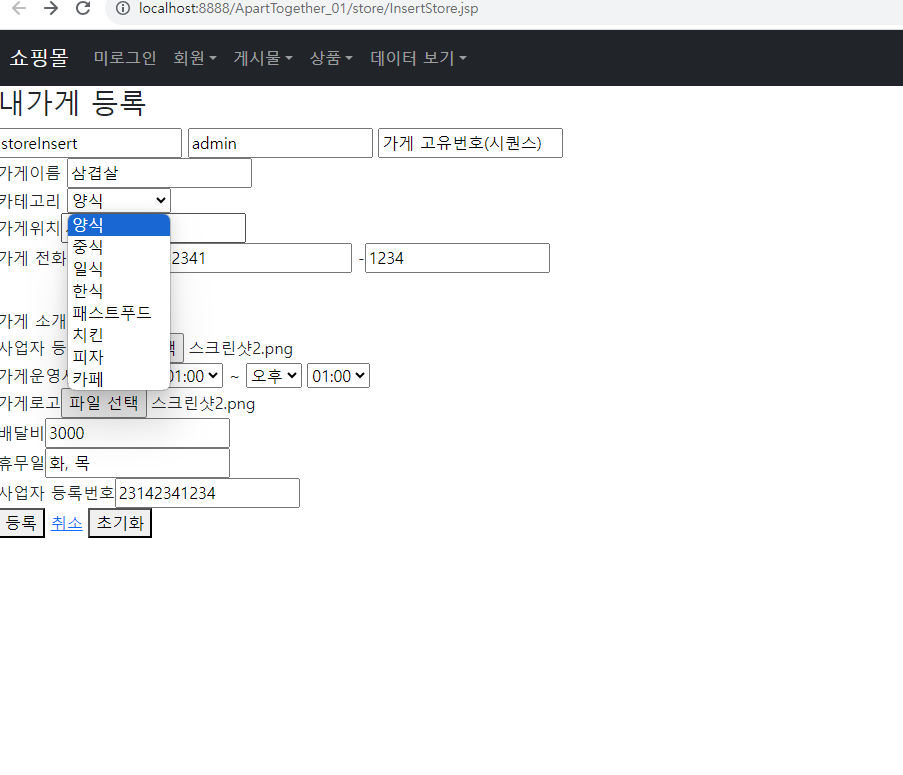 localhost:8888/ApartTogether_01/store/InsertStore.jsp
쇼핑몰 미로그인 회원 게시물 상품 데이터 보기
내가게 등록
storeInsert admin 가게 고유번호(시퀀스)
가게이름 삼겹살
카테고리 양식
양식
가게위치
중식
가게 전화 2341 - 1234
일식
한식
패스트푸드
가게 소개
치킨
사업자 등 스크린샷2.png
피자
가게운영 01:00 ~ 오후 01:00
카페
가게로고 파일 선택 스크린샷2.png
배달비 3000
휴무일 화, 목
사업자 등록번호 23142341234
등록 취소 초기화